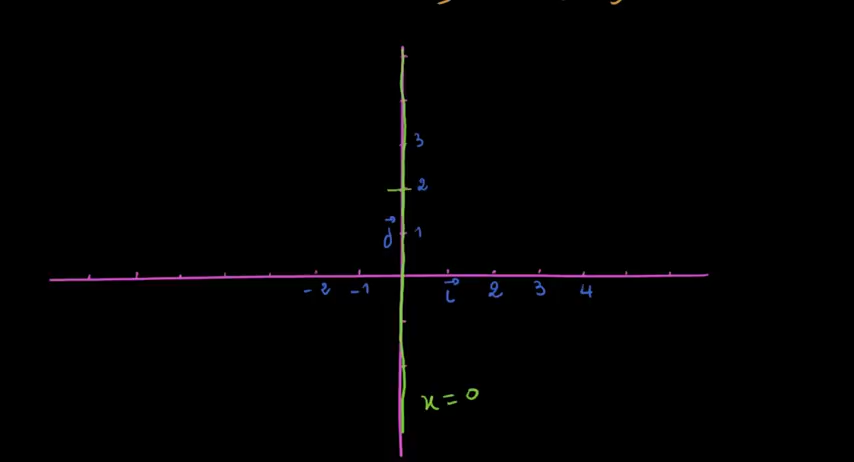 3
2
j⃗ 1
-2 -1 i⃗ 2 3 4
x = 0